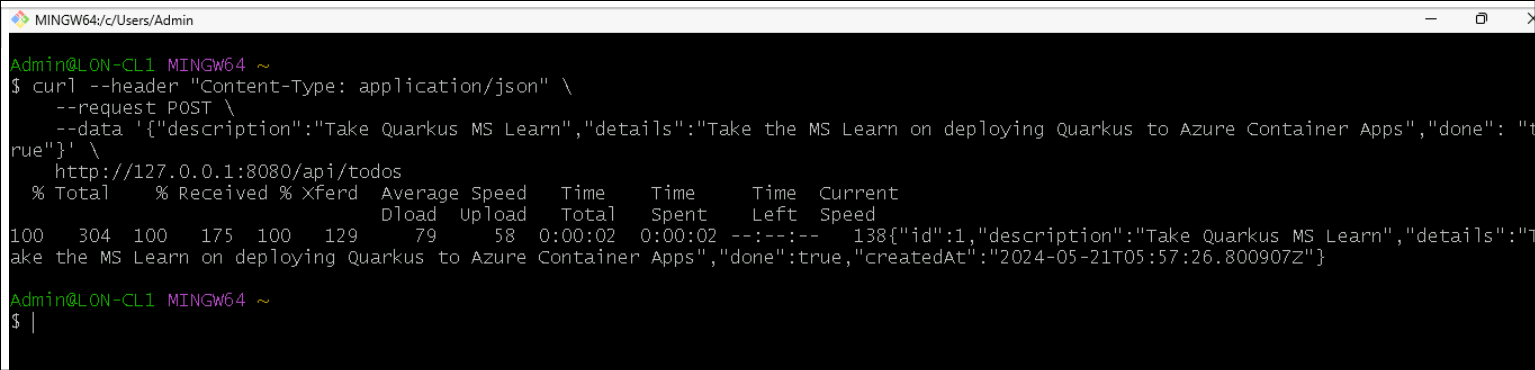 MINGW64:/c/Users/Admin
Admin@LON-CL1 MINGW64 ~
$ curl --header "Content-Type: application/json" \
    --request POST \
    --data '{"description":"Take Quarkus MS Learn","details":"Take the MS Learn on deploying Quarkus to Azure Container Apps","done": "t
rue"}' \
    http://127.0.0.1:8080/api/todos
  % Total    % Received % Xferd  Average Speed   Time    Time     Time  Current
                                 Dload  Upload   Total   Spent    Left  Speed
100   304  100   175  100   129     79     58  0:00:02  0:00:02 --:--:--   138{"id":1,"description":"Take Quarkus MS Learn","details":"T
ake the MS Learn on deploying Quarkus to Azure Container Apps","done":true,"createdAt":"2024-05-21T05:57:26.800907Z"}
Admin@LON-CL1 MINGW64 ~
$